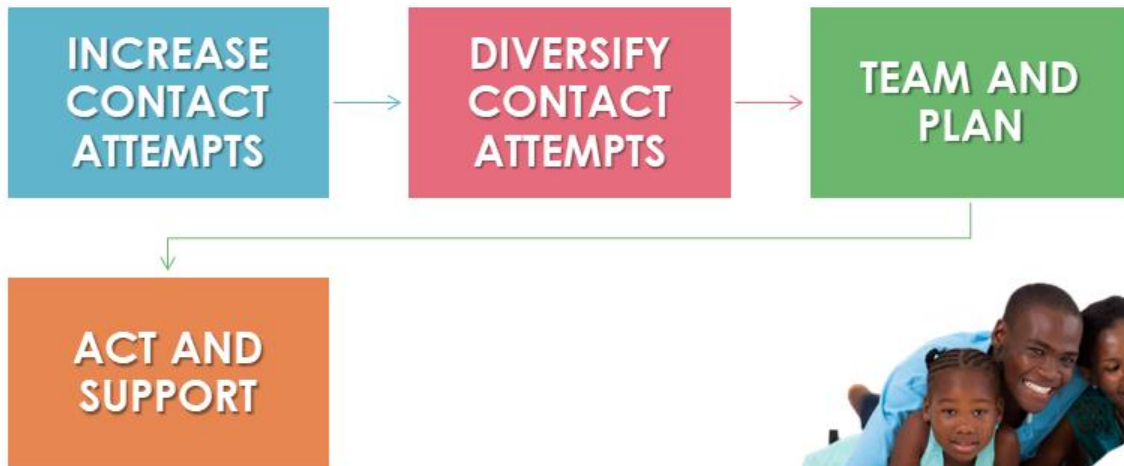 INCREASE
CONTACT
ATTEMPTS
DIVERSIFY
CONTACT
ATTEMPTS
TEAM AND
PLAN
ACT AND
SUPPORT